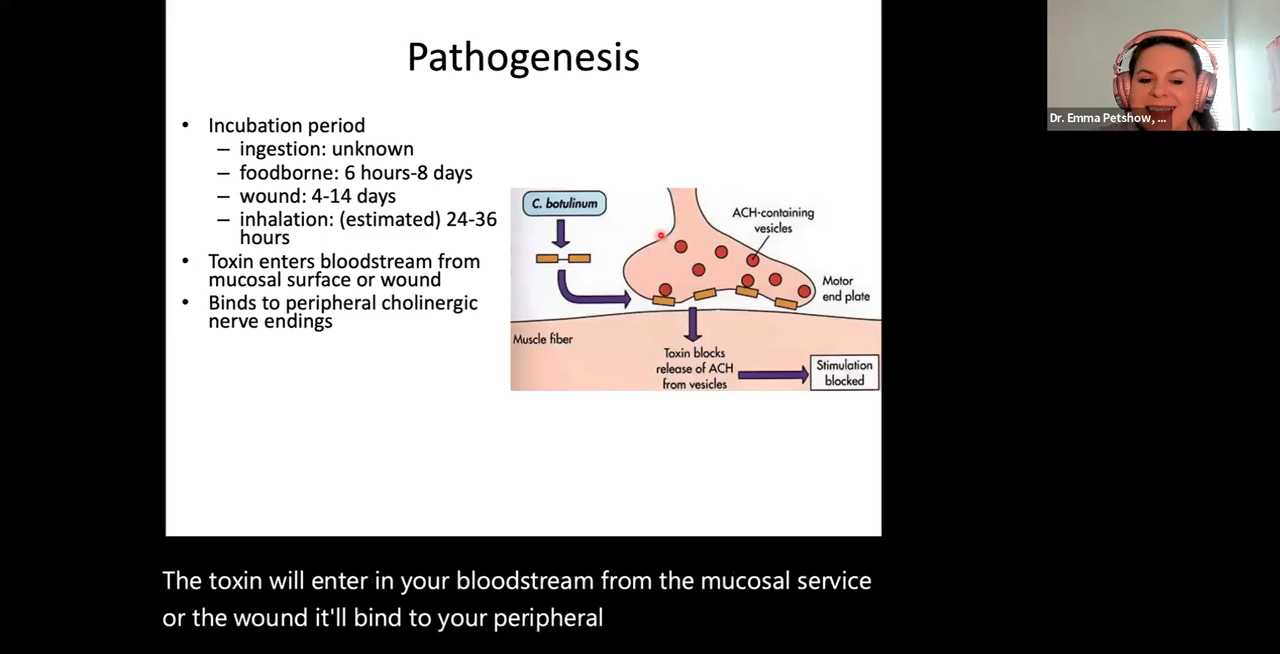 Pathogenesis
• Incubation period
– ingestion: unknown
– foodborne: 6 hours-8 days
– wound: 4-14 days
– inhalation: (estimated) 24-36
hours
• Toxin enters bloodstream from
mucosal surface or wound
• Binds to peripheral cholinergic
nerve endings
C. botulinum
ACH-containing
vesicles
Motor
end plate
Muscle fiber
Toxin blocks
release of ACH
from vesicles
Stimulation
blocked
Dr. Emma Petshow, ...
The toxin will enter in your bloodstream from the mucosal service
or the wound it'll bind to your peripheral